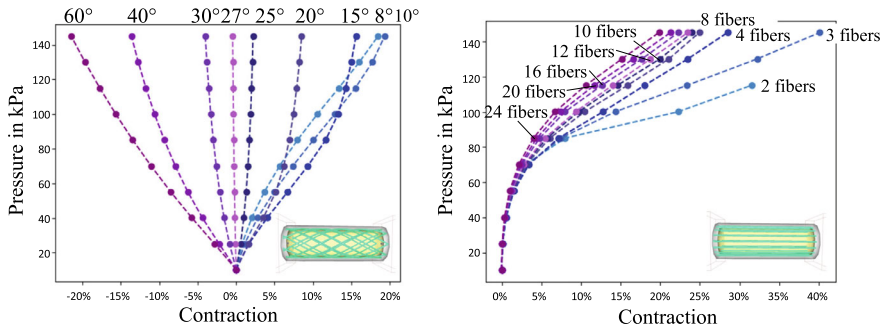 60° 40° 30° 27° 25° 20° 15° 8° 10°
Pressure in kPa
140
120
100
80
60
40
20
-20% -15% -10% -5% 0% 5% 10% 15% 20%
Contraction
8 fibers
10 fibers
4 fibers
3 fibers
12 fibers
16 fibers
20 fibers
2 fibers
24 fibers
Pressure in kPa
140
120
100
80
60
40
20
0% 5% 10% 15% 20% 25% 30% 35% 40%
Contraction